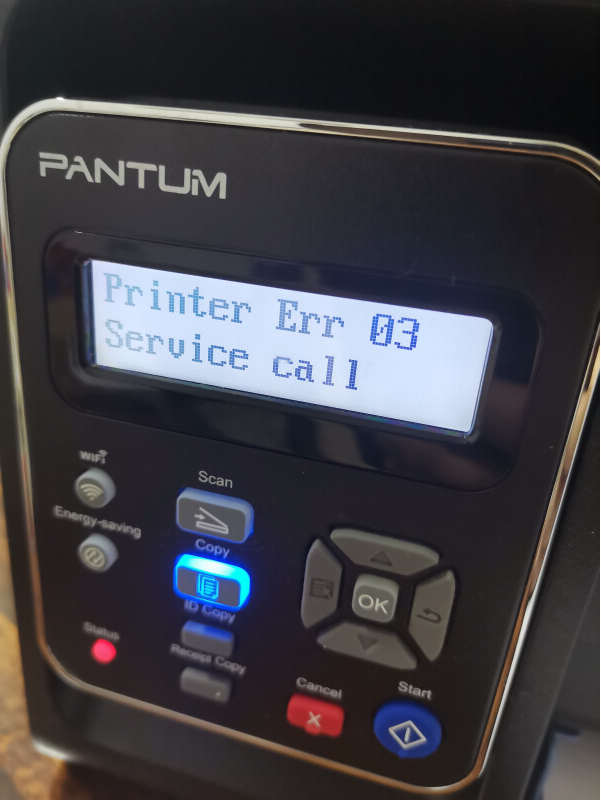 PANTUM
Printer Err 03
Service call
WiFi
Scan
Energy-saving
Copy
OK
ID Copy
Status
Receipt Copy
Cancel
Start